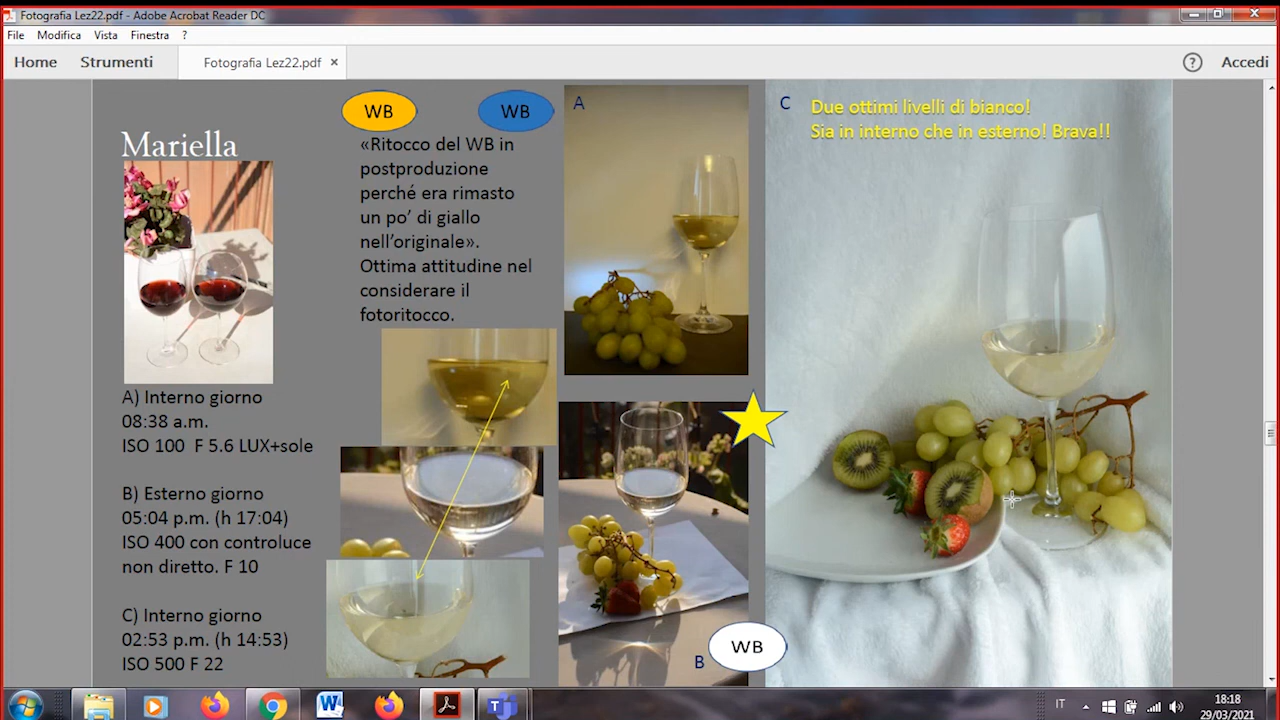 Fotografia Lez22.pdf - Adobe Acrobat Reader DC
File Modifica Vista Finestra ?
Home Strumenti Fotografia Lez22.pdf × ? Accedi
Mariella
A) Interno giorno
08:38 a.m.
ISO 100 F 5.6 LUX+sole
B) Esterno giorno
05:04 p.m. (h 17:04)
ISO 400 con controluce
non diretto. F 10
C) Interno giorno
02:53 p.m. (h 14:53)
ISO 500 F 22
WB WB
«Ritocco del WB in
postproduzione
perché era rimasto
un po’ di giallo
nell’originale».
Ottima attitudine nel
considerare il
fotoritocco.
A
B
WB
C
Due ottimi livelli di bianco!
Sia in interno che in esterno! Brava!!
IT
18:18
29/03/2021